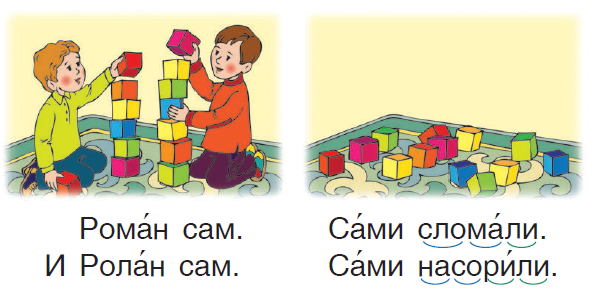 Рома́н сам.
И Рола́н сам.
Са́ми слома́ли.
Са́ми насори́ли.